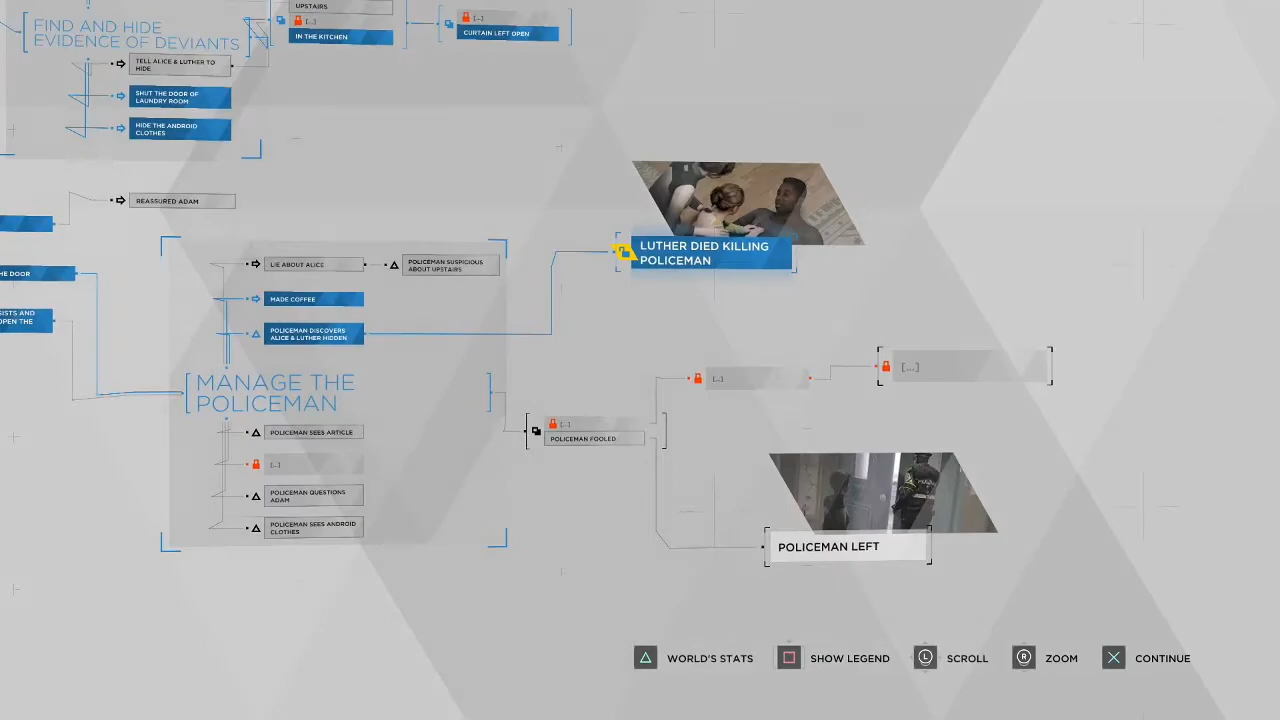 UPSTAIRS
[...]
IN THE KITCHEN
[...]
CURTAIN LEFT OPEN
FIND AND HIDE
EVIDENCE OF DEVIANTS
TELL ALICE & LUTHER TO
HIDE
SHUT THE DOOR OF
LAUNDRY ROOM
HIDE THE ANDROID
CLOTHES
REASSURED ADAM
HE DOOR
SISTS AND
OPEN THE
LIE ABOUT ALICE
POLICEMAN SUSPICIOUS
ABOUT UPSTAIRS
MADE COFFEE
POLICEMAN DISCOVERS
ALICE & LUTHER HIDDEN
LUTHER DIED KILLING
POLICEMAN
MANAGE THE
POLICEMAN
POLICEMAN SEES ARTICLE
[...]
POLICEMAN QUESTIONS
ADAM
POLICEMAN SEES ANDROID
CLOTHES
[...]
POLICEMAN FOOLED
[...]
[...]
POLICEMAN LEFT
WORLD'S STATS
SHOW LEGEND
L
SCROLL
R
ZOOM
CONTINUE